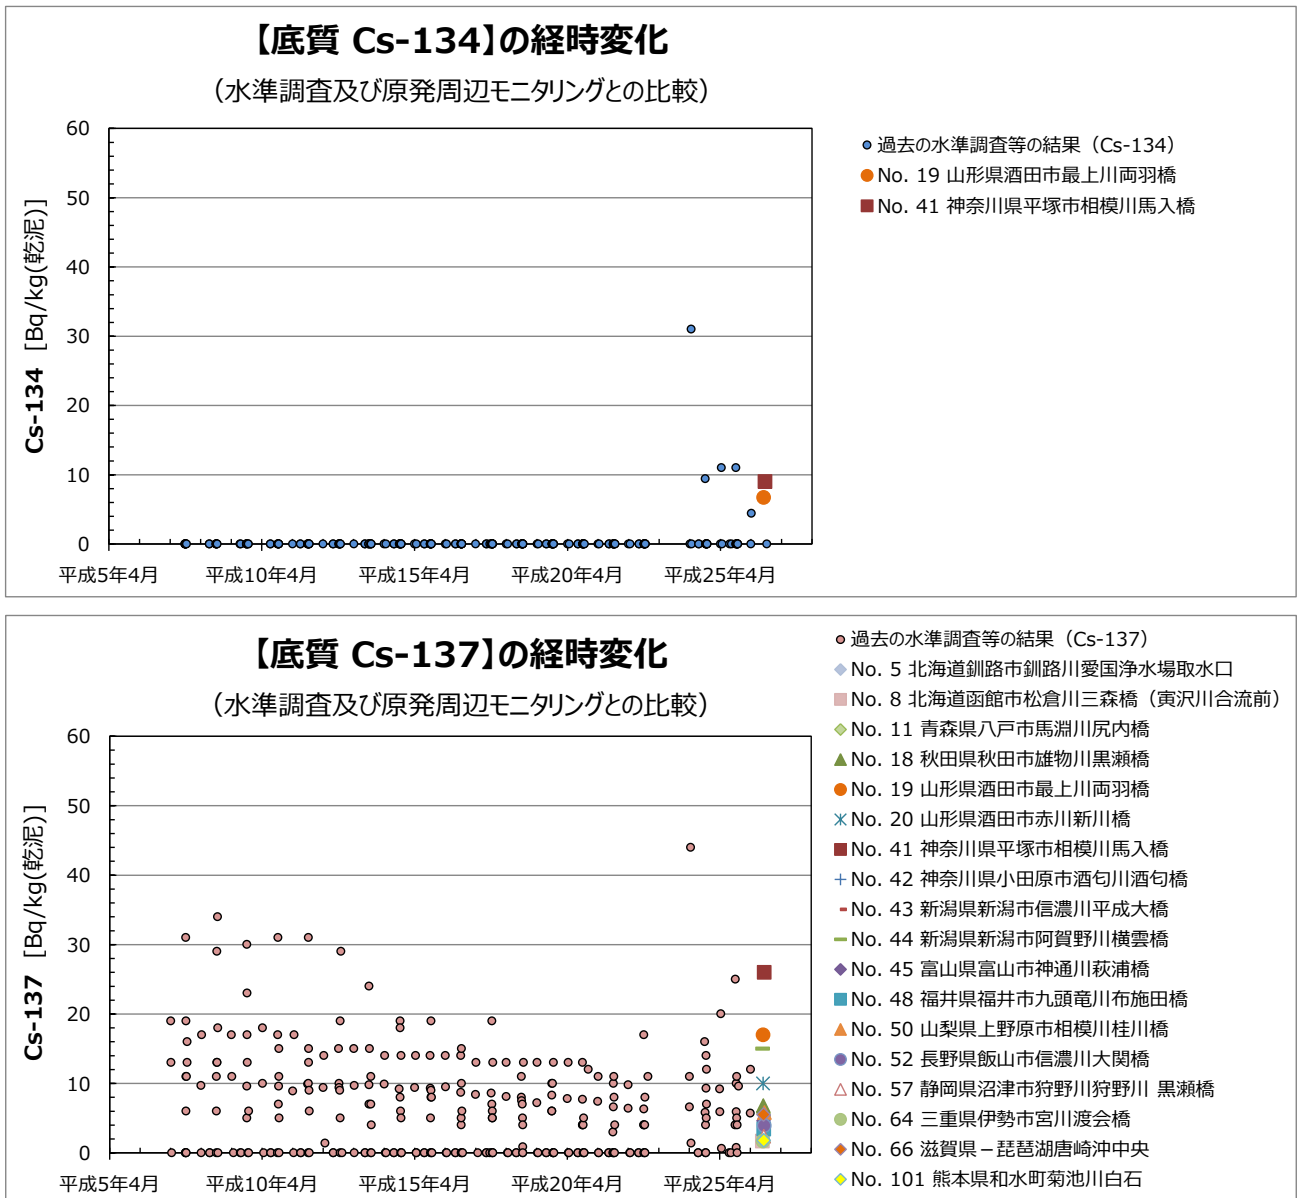 【底質 Cs-134】の経時変化
（水準調査及び原発周辺モニタリングとの比較）
Cs-134 [Bq/kg(乾泥)]
60
50
40
30
20
10
0
平成5年4月
平成10年4月
平成15年4月
平成20年4月
平成25年4月
過去の水準調査等の結果（Cs-134）
No. 19 山形県酒田市最上川両羽橋
No. 41 神奈川県平塚市相模川馬入橋
【底質 Cs-137】の経時変化
（水準調査及び原発周辺モニタリングとの比較）
Cs-137 [Bq/kg(乾泥)]
60
50
40
30
20
10
0
平成5年4月
平成10年4月
平成15年4月
平成20年4月
平成25年4月
過去の水準調査等の結果（Cs-137）
No. 5 北海道釧路市釧路川愛国浄水場取水口
No. 8 北海道函館市松倉川三森橋（寅沢川合流前）
No. 11 青森県八戸市馬淵川尻内橋
No. 18 秋田県秋田市雄物川黒瀬橋
No. 19 山形県酒田市最上川両羽橋
No. 20 山形県酒田市赤川新川橋
No. 41 神奈川県平塚市相模川馬入橋
No. 42 神奈川県小田原市酒匂川酒匂橋
No. 43 新潟県新潟市信濃川平成大橋
No. 44 新潟県新潟市阿賀野川横雲橋
No. 45 富山県富山市神通川萩浦橋
No. 48 福井県福井市九頭竜川布施田橋
No. 50 山梨県上野原市相模川桂川橋
No. 52 長野県飯山市信濃川大関橋
No. 57 静岡県沼津市狩野川狩野川 黒瀬橋
No. 64 三重県伊勢市宮川渡会橋
No. 66 滋賀県－琵琶湖唐崎沖中央
No. 101 熊本県和水町菊池川白石